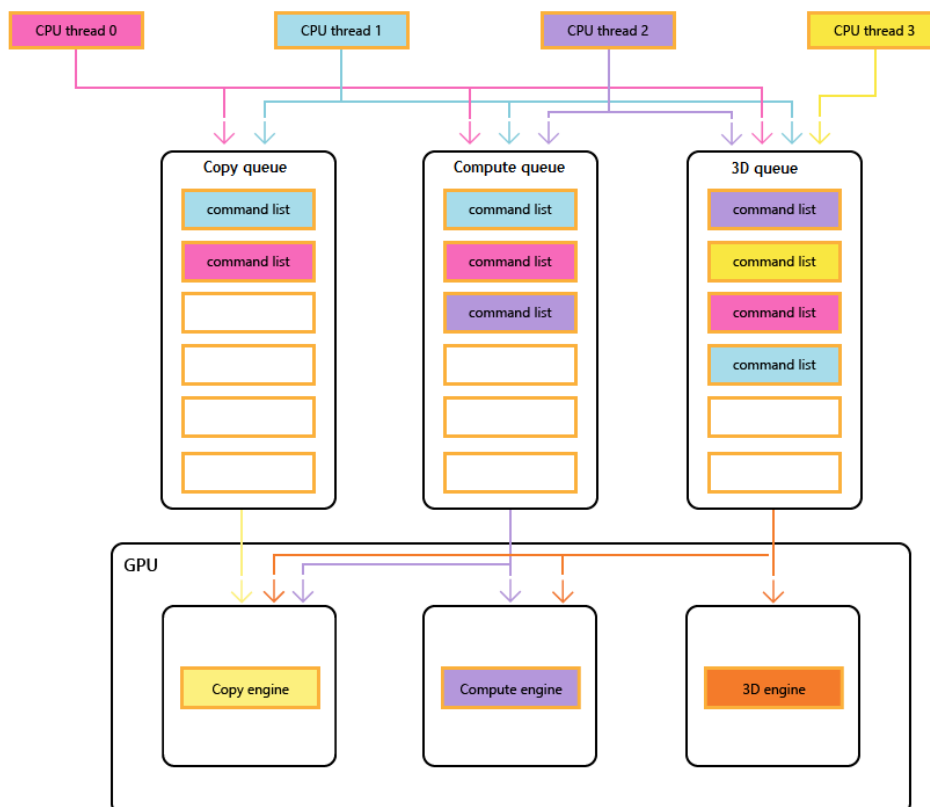 CPU thread 0
CPU thread 1
CPU thread 2
CPU thread 3
Copy queue
command list
command list
Compute queue
command list
command list
command list
3D queue
command list
command list
command list
command list
GPU
Copy engine
Compute engine
3D engine